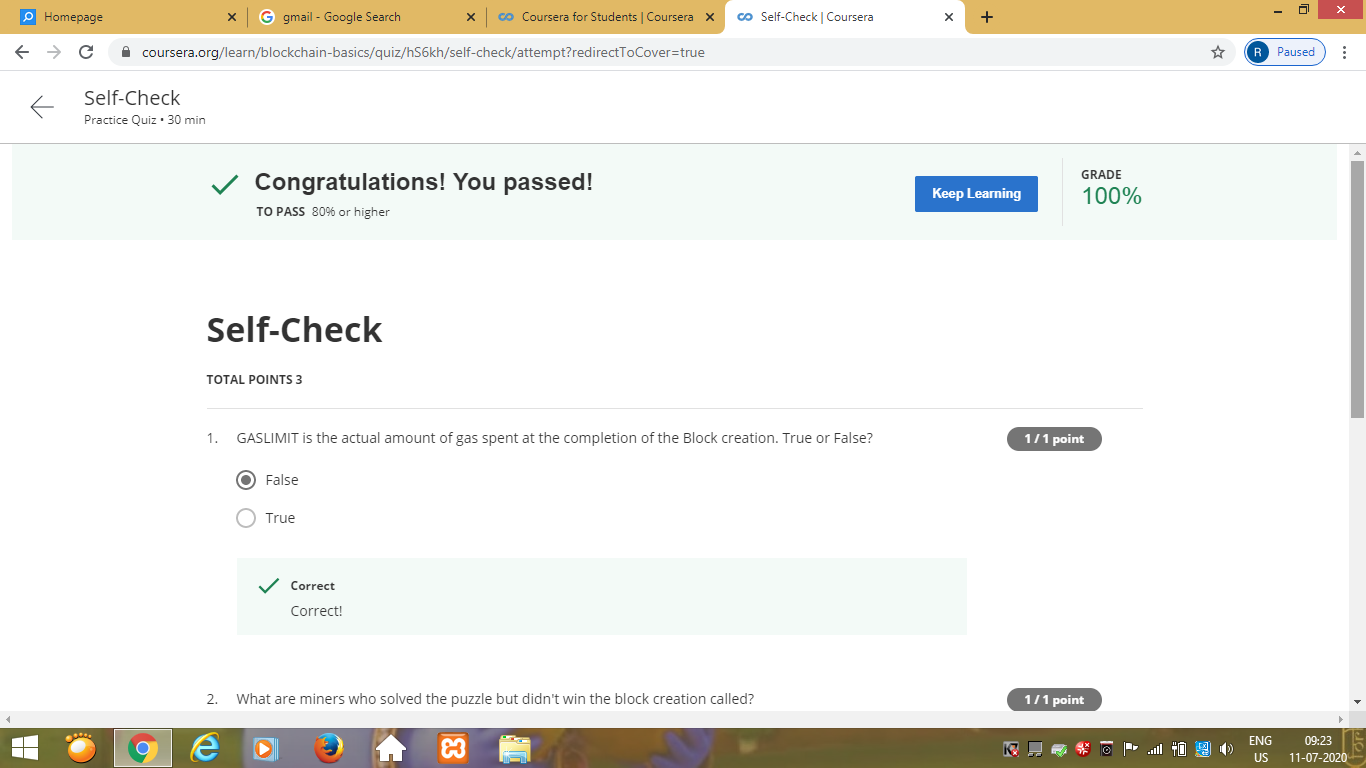 Homepage
gmail - Google Search
Coursera for Students | Coursera
Self-Check | Coursera
coursera.org/learn/blockchain-basics/quiz/hS6kh/self-check/attempt?redirectToCover=true
R Paused
Self-Check
Practice Quiz • 30 min
Congratulations! You passed!
TO PASS 80% or higher
Keep Learning
GRADE
100%
Self-Check
TOTAL POINTS 3
1. GASLIMIT is the actual amount of gas spent at the completion of the Block creation. True or False?
1 / 1 point
False
True
Correct
Correct!
2. What are miners who solved the puzzle but didn't win the block creation called?
1 / 1 point
ENG
US
09:23
11-07-2020